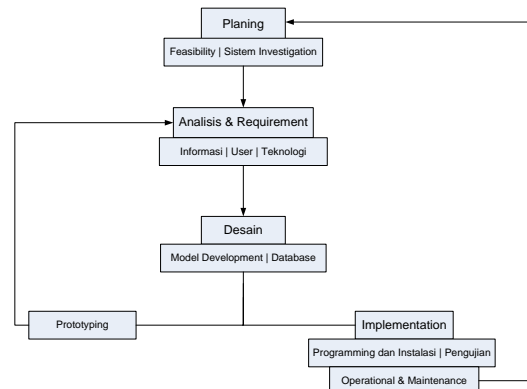 Planing
Feasibility | Sistem Investigation
Analisis & Requirement
Informasi | User | Teknologi
Desain
Model Development | Database
Prototyping
Implementation
Programming dan Instalasi | Pengujian
Operational & Maintenance